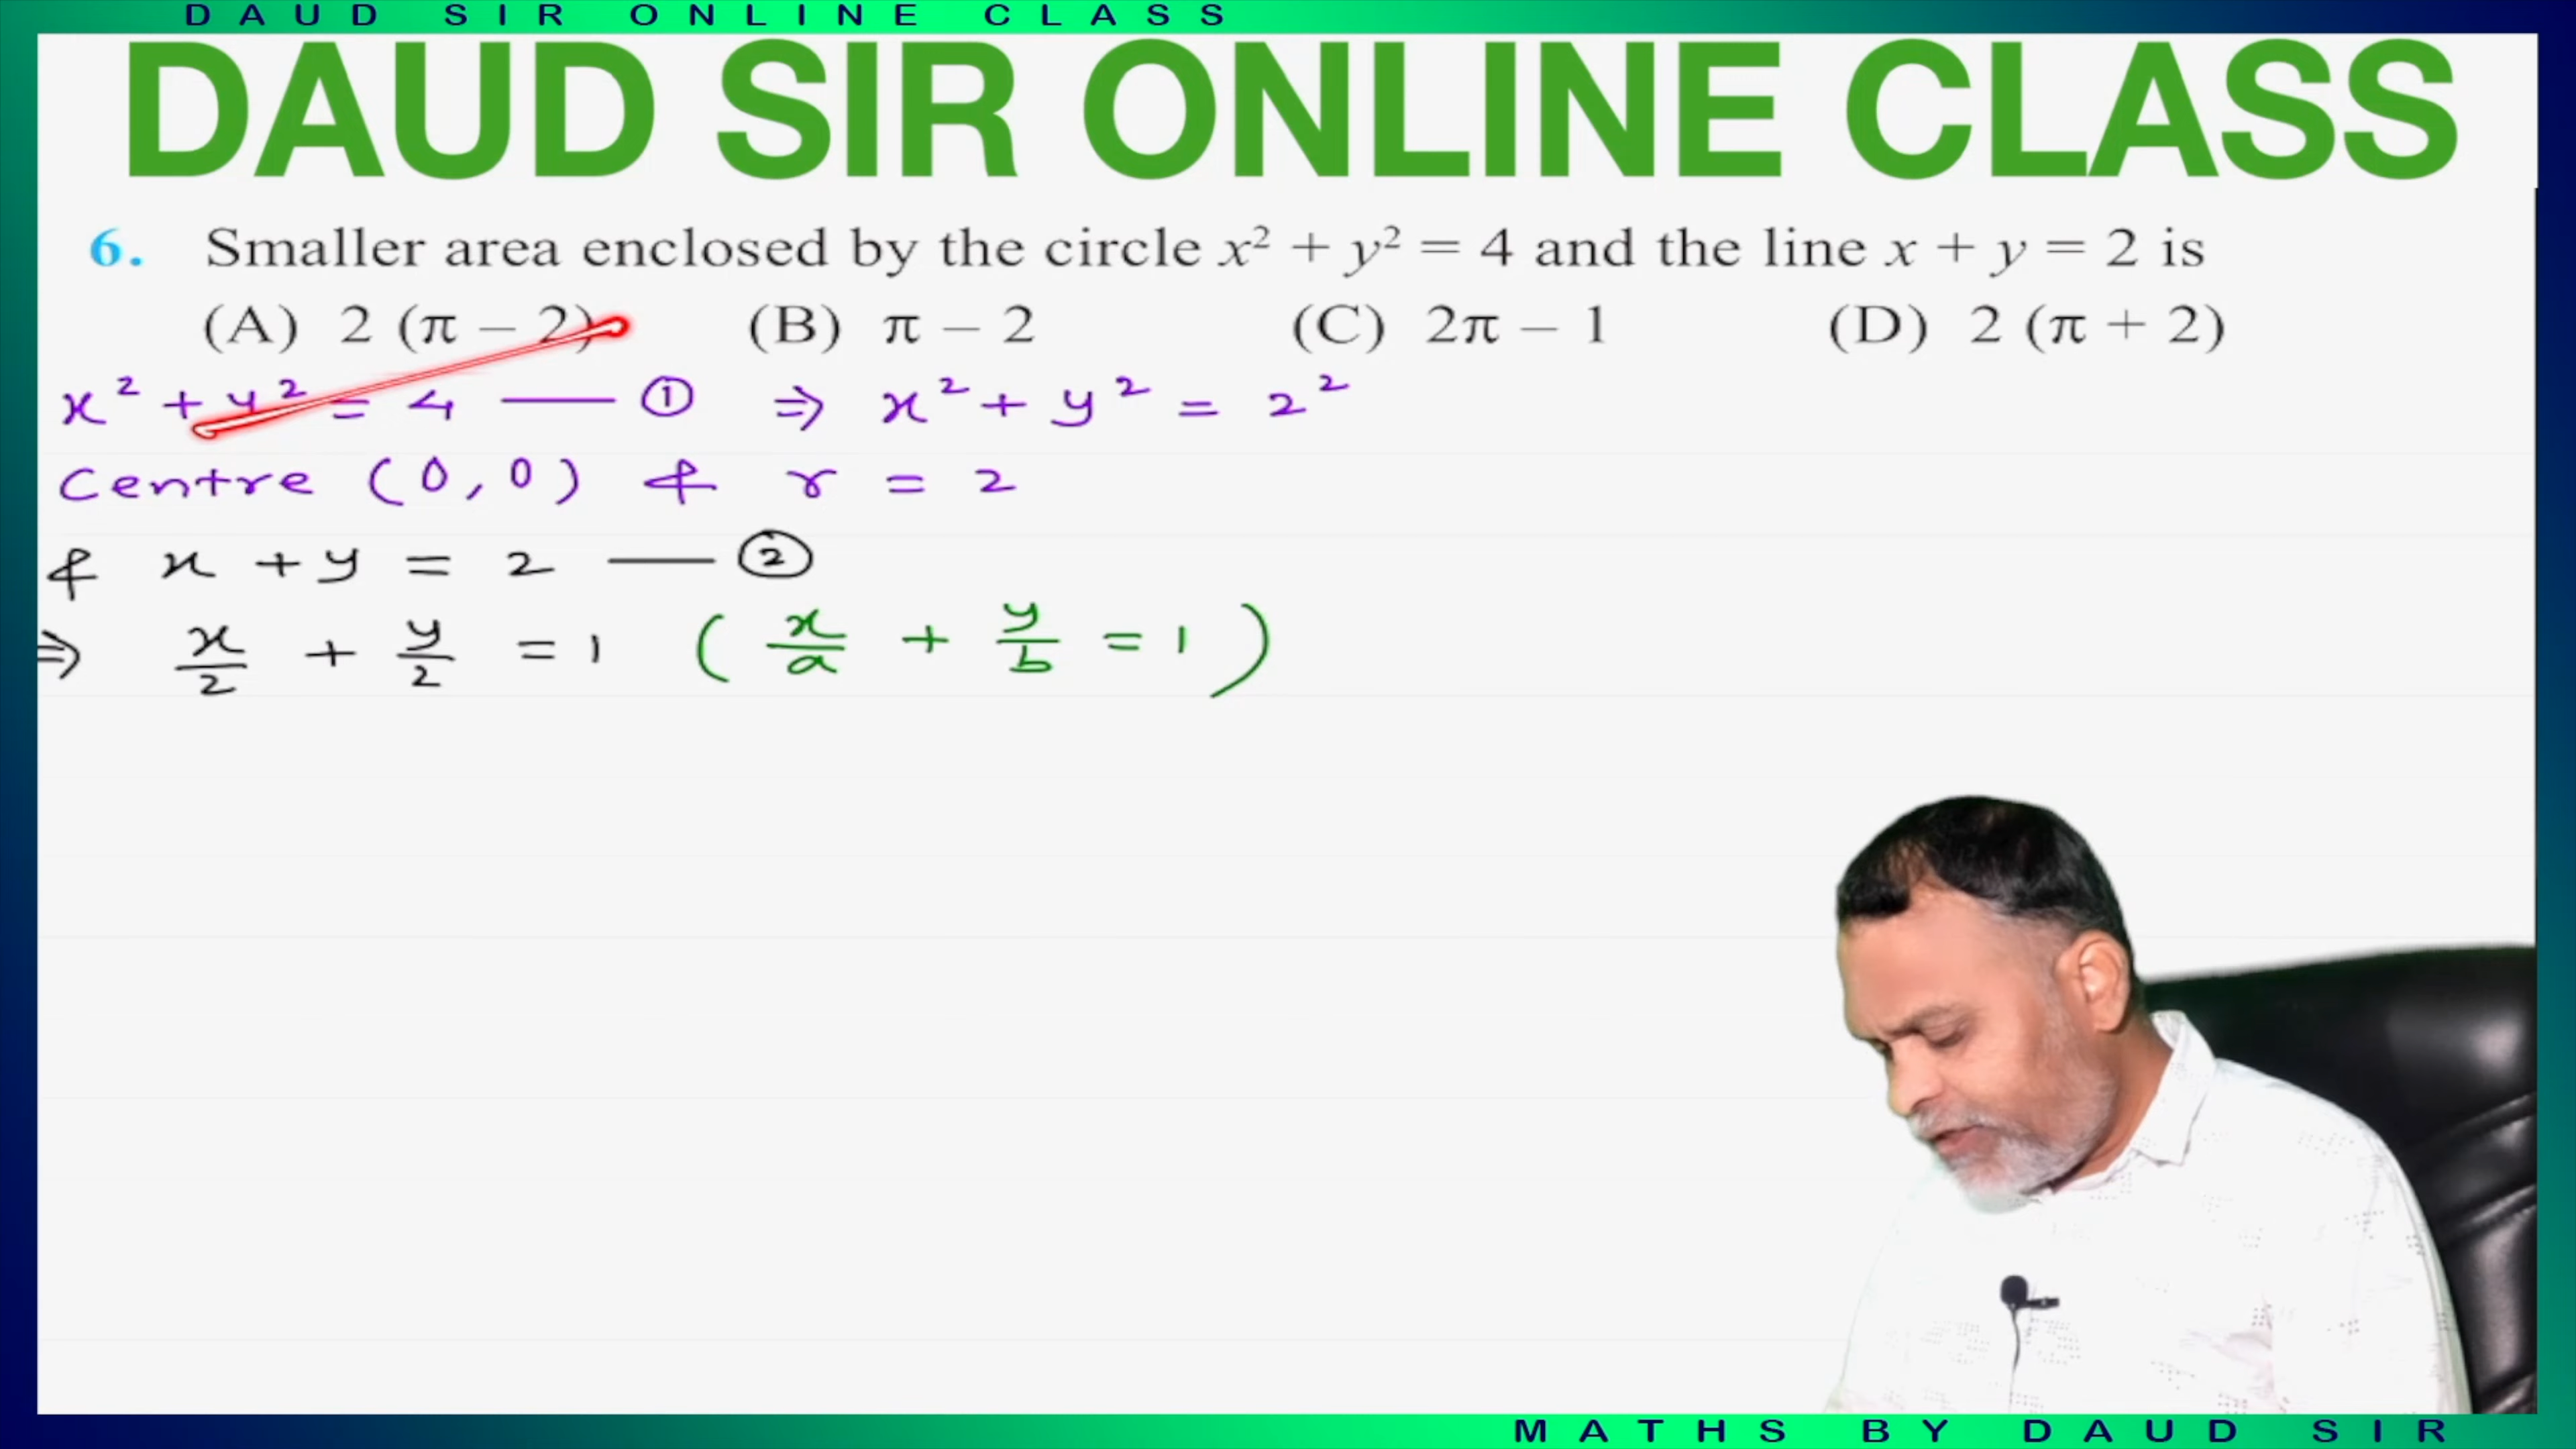 DAUD SIR ONLINE CLASS
DAUD SIR ONLINE CLASS
6. Smaller area enclosed by the circle x² + y² = 4 and the line x + y = 2 is
(A) 2 (π – 2) (B) π – 2 (C) 2π – 1 (D) 2 (π + 2)
x² + y² = 4 —— ① ⇒ x² + y² = 2²
Centre (0,0) & r = 2
& x + y = 2 —— ②
⇒ x/2 + y/2 = 1 ( x/a + y/b = 1 )
MATHS BY DAUD SIR